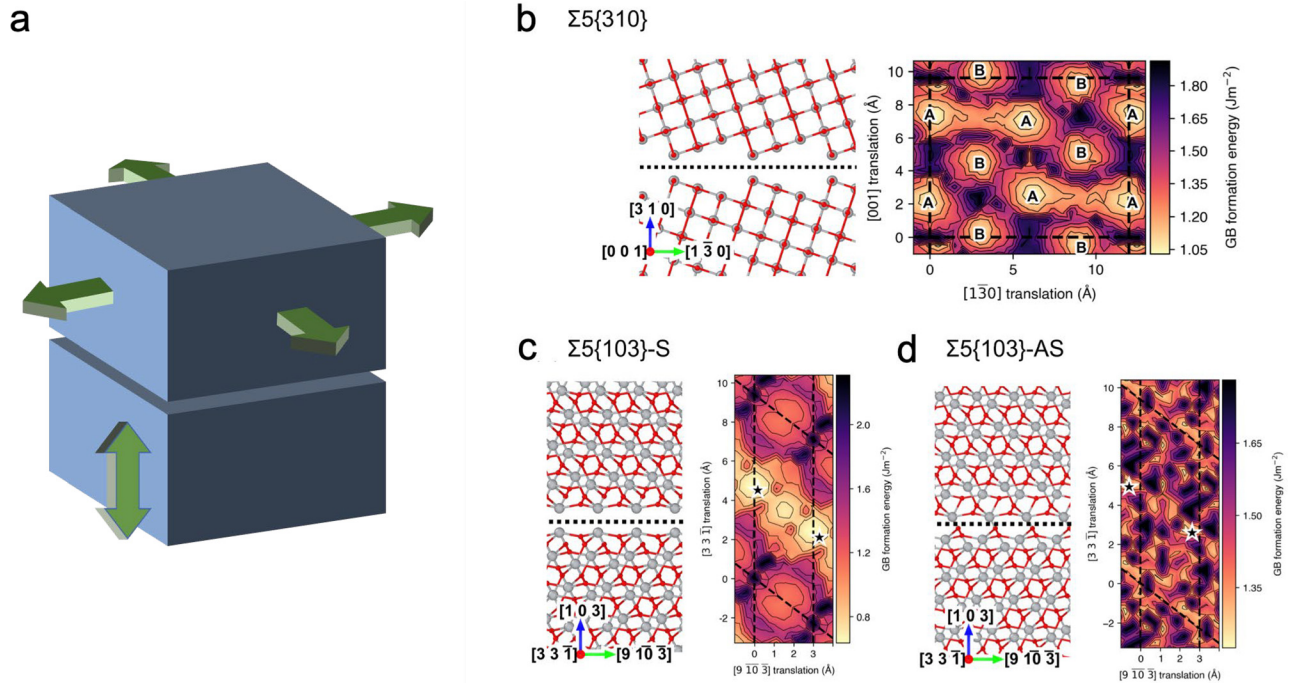 a
b Σ5{310}
[3 1 0]
[0 0 1]
[1 3̅ 0]
[001] translation (Å)
10
8
6
4
2
0
B
B
A
A
A
B
B
A
A
A
B
B
0
5
10
[13̅0] translation (Å)
1.80
1.65
1.50
1.35
1.20
1.05
GB formation energy (Jm⁻²)
c Σ5{103}-S
[1 0 3]
[3 3 1̅]
[9 1̅0̅ 3̅]
[3 3 1̅] translation (Å)
10
8
6
4
2
0
−2
0
1
2
3
[9 1̅0̅ 3̅] translation (Å)
2.0
1.6
1.2
0.8
GB formation energy (Jm⁻²)
d Σ5{103}-AS
[1 0 3]
[3 3 1̅]
[9 1̅0̅ 3̅]
[3 3 1̅] translation (Å)
10
8
6
4
2
0
−2
0
1
2
3
[9 1̅0̅ 3̅] translation (Å)
1.65
1.50
1.35
GB formation energy (Jm⁻²)